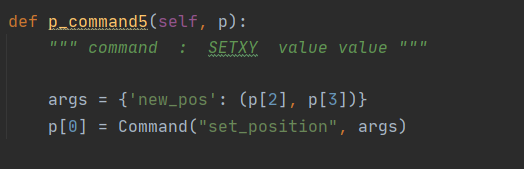 def p_command5(self, p):
""" command  :  SETXY  value value """
args = {'new_pos': (p[2], p[3])}
p[0] = Command("set_position", args)